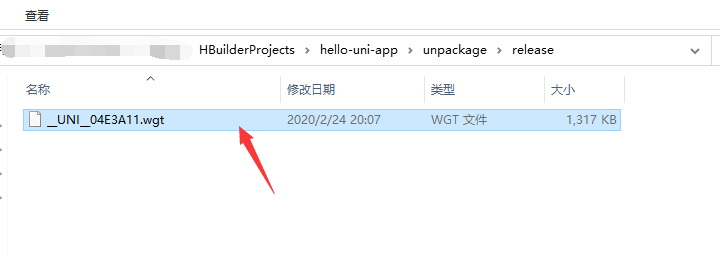 查看
HBuilderProjects > hello-uni-app > unpackage > release
名称 修改日期 类型 大小
__UNI__04E3A11.wgt 2020/2/24 20:07 WGT 文件 1,317 KB